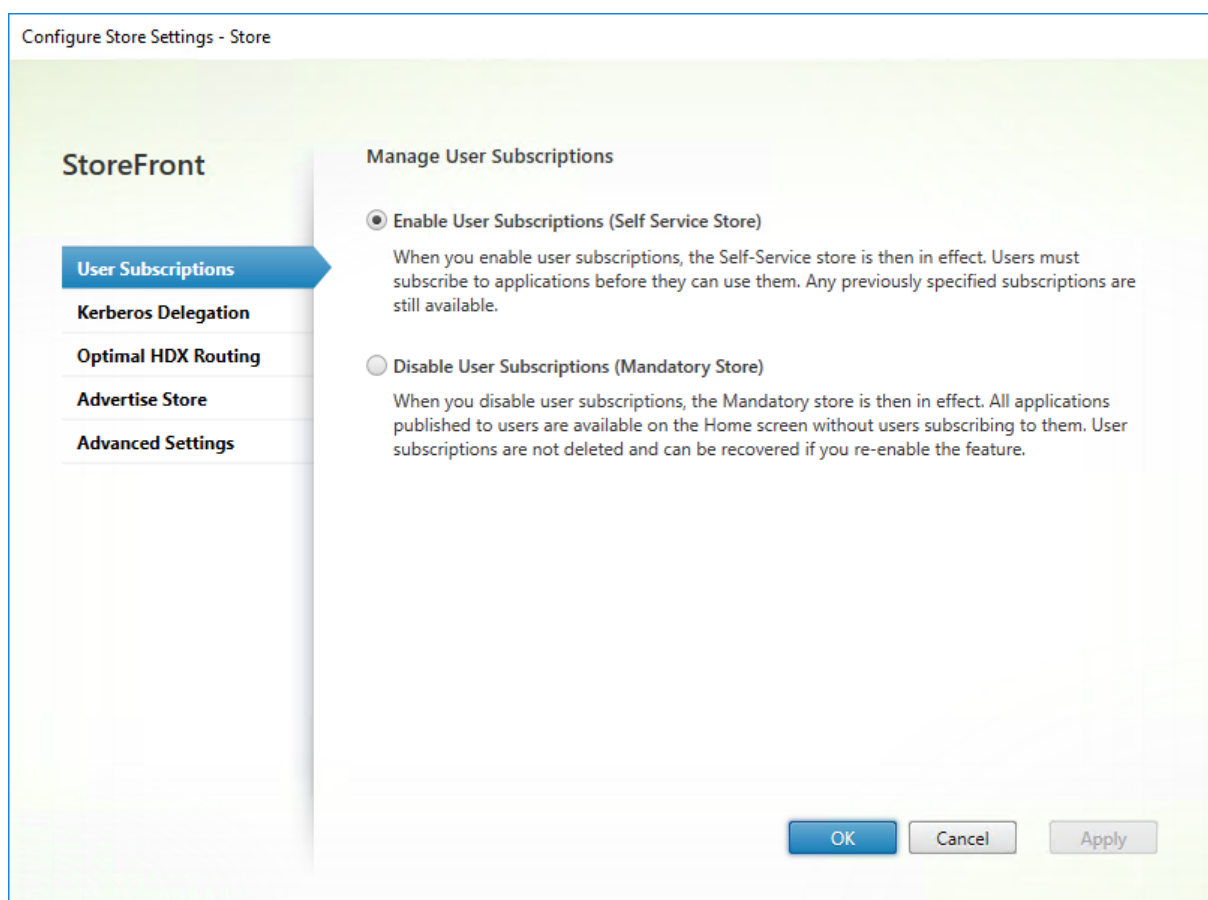 Configure Store Settings - Store
StoreFront
User Subscriptions
Kerberos Delegation
Optimal HDX Routing
Advertise Store
Advanced Settings
Manage User Subscriptions
Enable User Subscriptions (Self Service Store)
When you enable user subscriptions, the Self-Service store is then in effect. Users must
subscribe to applications before they can use them. Any previously specified subscriptions are
still available.
Disable User Subscriptions (Mandatory Store)
When you disable user subscriptions, the Mandatory store is then in effect. All applications
published to users are available on the Home screen without users subscribing to them. User
subscriptions are not deleted and can be recovered if you re-enable the feature.
OK
Cancel
Apply